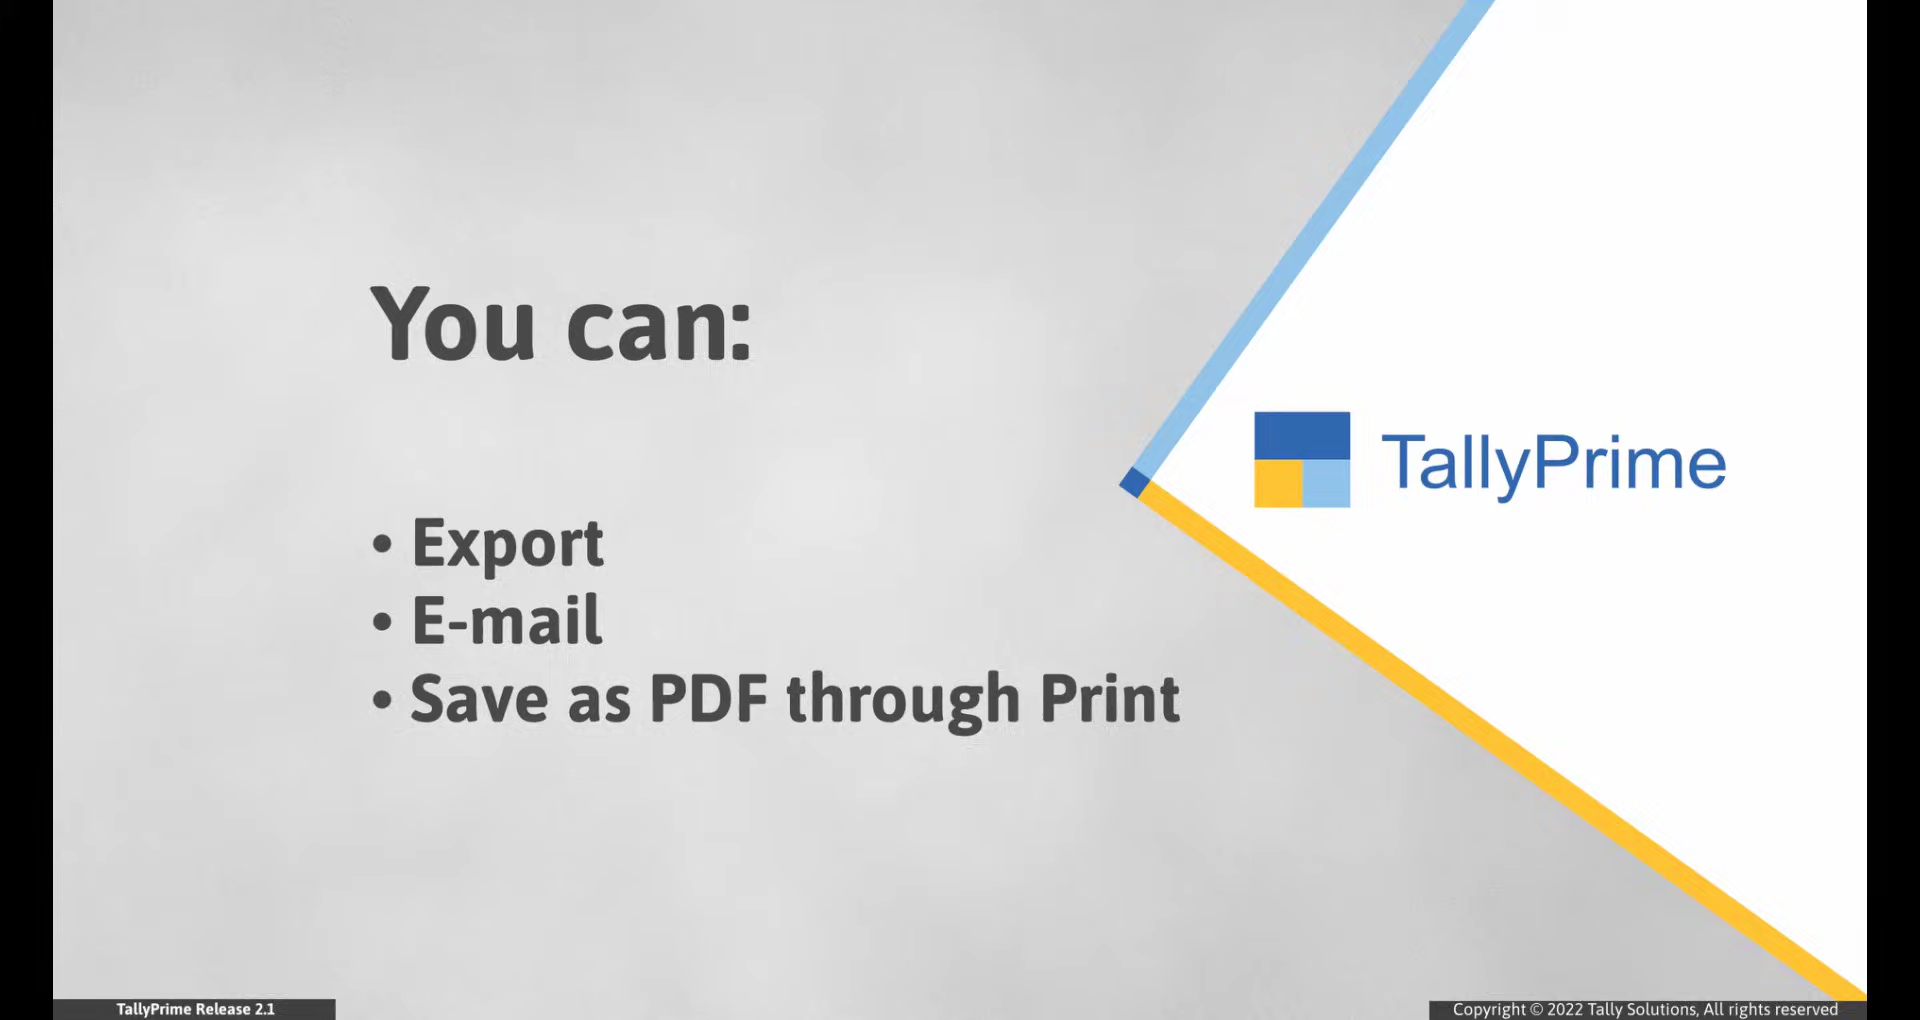 You can:
• Export
• E-mail
• Save as PDF through Print
TallyPrime
TallyPrime Release 2.1
Copyright © 2022 Tally Solutions, All rights reserved